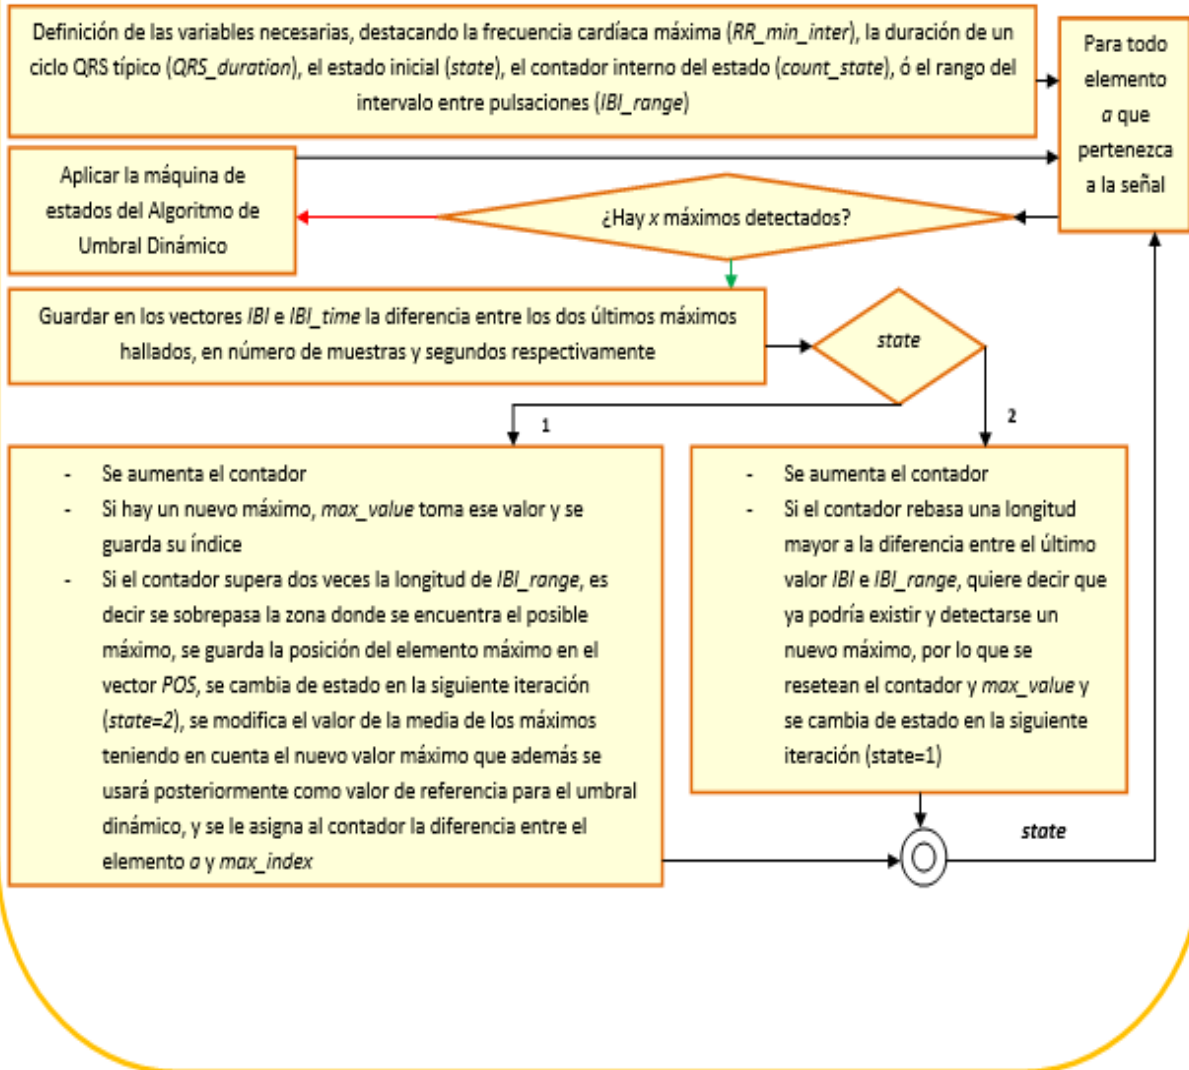 Definición de las variables necesarias, destacando la frecuencia cardíaca máxima (RR_min_inter), la duración de un
ciclo QRS típico (QRS_duration), el estado inicial (state), el contador interno del estado (count_state), ó el rango del
intervalo entre pulsaciones (IBI_range)
Para todo
elemento
a que
pertenezca
a la señal
Aplicar la máquina de
estados del Algoritmo de
Umbral Dinámico
¿Hay x máximos detectados?
Guardar en los vectores IBI e IBI_time la diferencia entre los dos últimos máximos
hallados, en número de muestras y segundos respectivamente
state
1
2
- Se aumenta el contador
- Si hay un nuevo máximo, max_value toma ese valor y se
guarda su índice
- Si el contador supera dos veces la longitud de IBI_range, es
decir se sobrepasa la zona donde se encuentra el posible
máximo, se guarda la posición del elemento máximo en el
vector POS, se cambia de estado en la siguiente iteración
(state=2), se modifica el valor de la media de los máximos
teniendo en cuenta el nuevo valor máximo que además se
usará posteriormente como valor de referencia para el umbral
dinámico, y se le asigna al contador la diferencia entre el
elemento a y max_index
- Se aumenta el contador
- Si el contador rebasa una longitud
mayor a la diferencia entre el último
valor IBI e IBI_range, quiere decir que
ya podría existir y detectarse un
nuevo máximo, por lo que se
resetean el contador y max_value y
se cambia de estado en la siguiente
iteración (state=1)
state